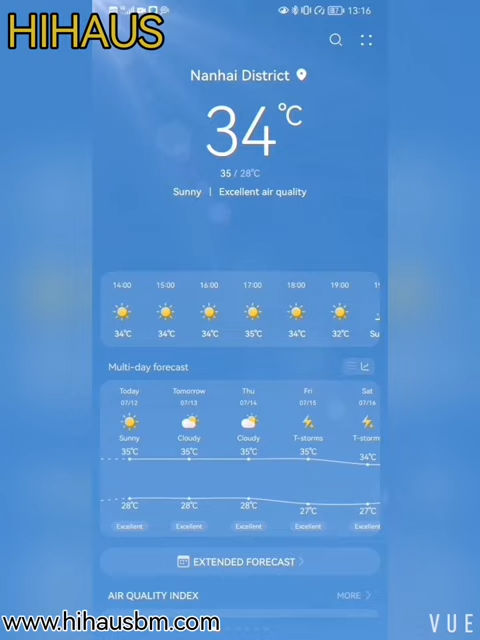 HIHAUS
13:16
Nanhai District
34°C
35 / 28°C
Sunny | Excellent air quality
14:00 15:00 16:00 17:00 18:00 19:00
34°C 34°C 34°C 35°C 34°C 32°C Su
Multi-day forecast
Today Tomorrow Thu Fri Sat
07/12 07/13 07/14 07/15 07/16
Sunny Cloudy Cloudy T-storms T-storm
35°C 35°C 35°C 35°C 34°C
28°C 28°C 28°C 27°C 27°C
Excellent Excellent Excellent Excellent Excellent
EXTENDED FORECAST
AIR QUALITY INDEX MORE
www.hihausbm.com
VUE